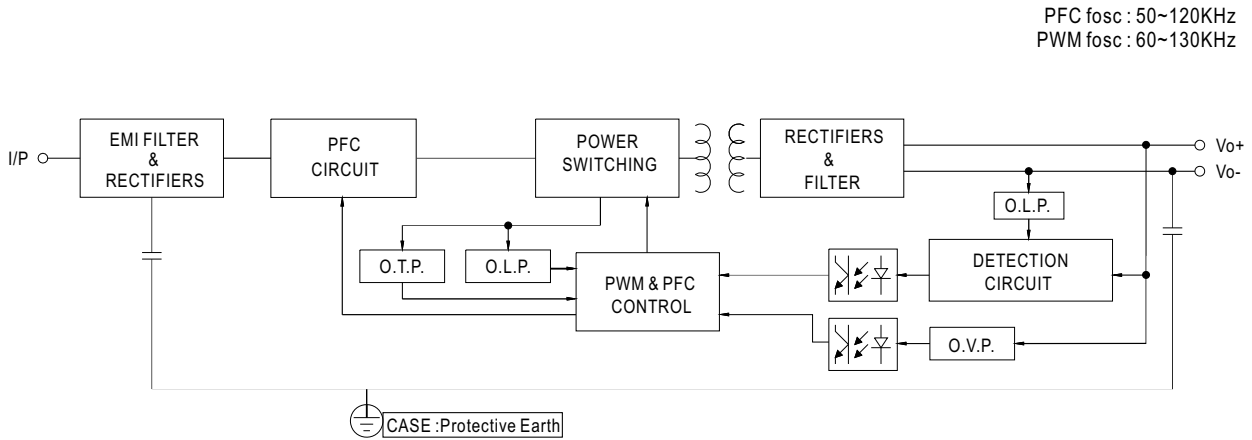 PFC fosc : 50~120KHz
PWM fosc : 60~130KHz
I/P
EMI FILTER
&
RECTIFIERS
PFC
CIRCUIT
POWER
SWITCHING
RECTIFIERS
&
FILTER
Vo+
Vo-
O.L.P.
O.T.P.
O.L.P.
PWM & PFC
CONTROL
DETECTION
CIRCUIT
O.V.P.
CASE :Protective Earth